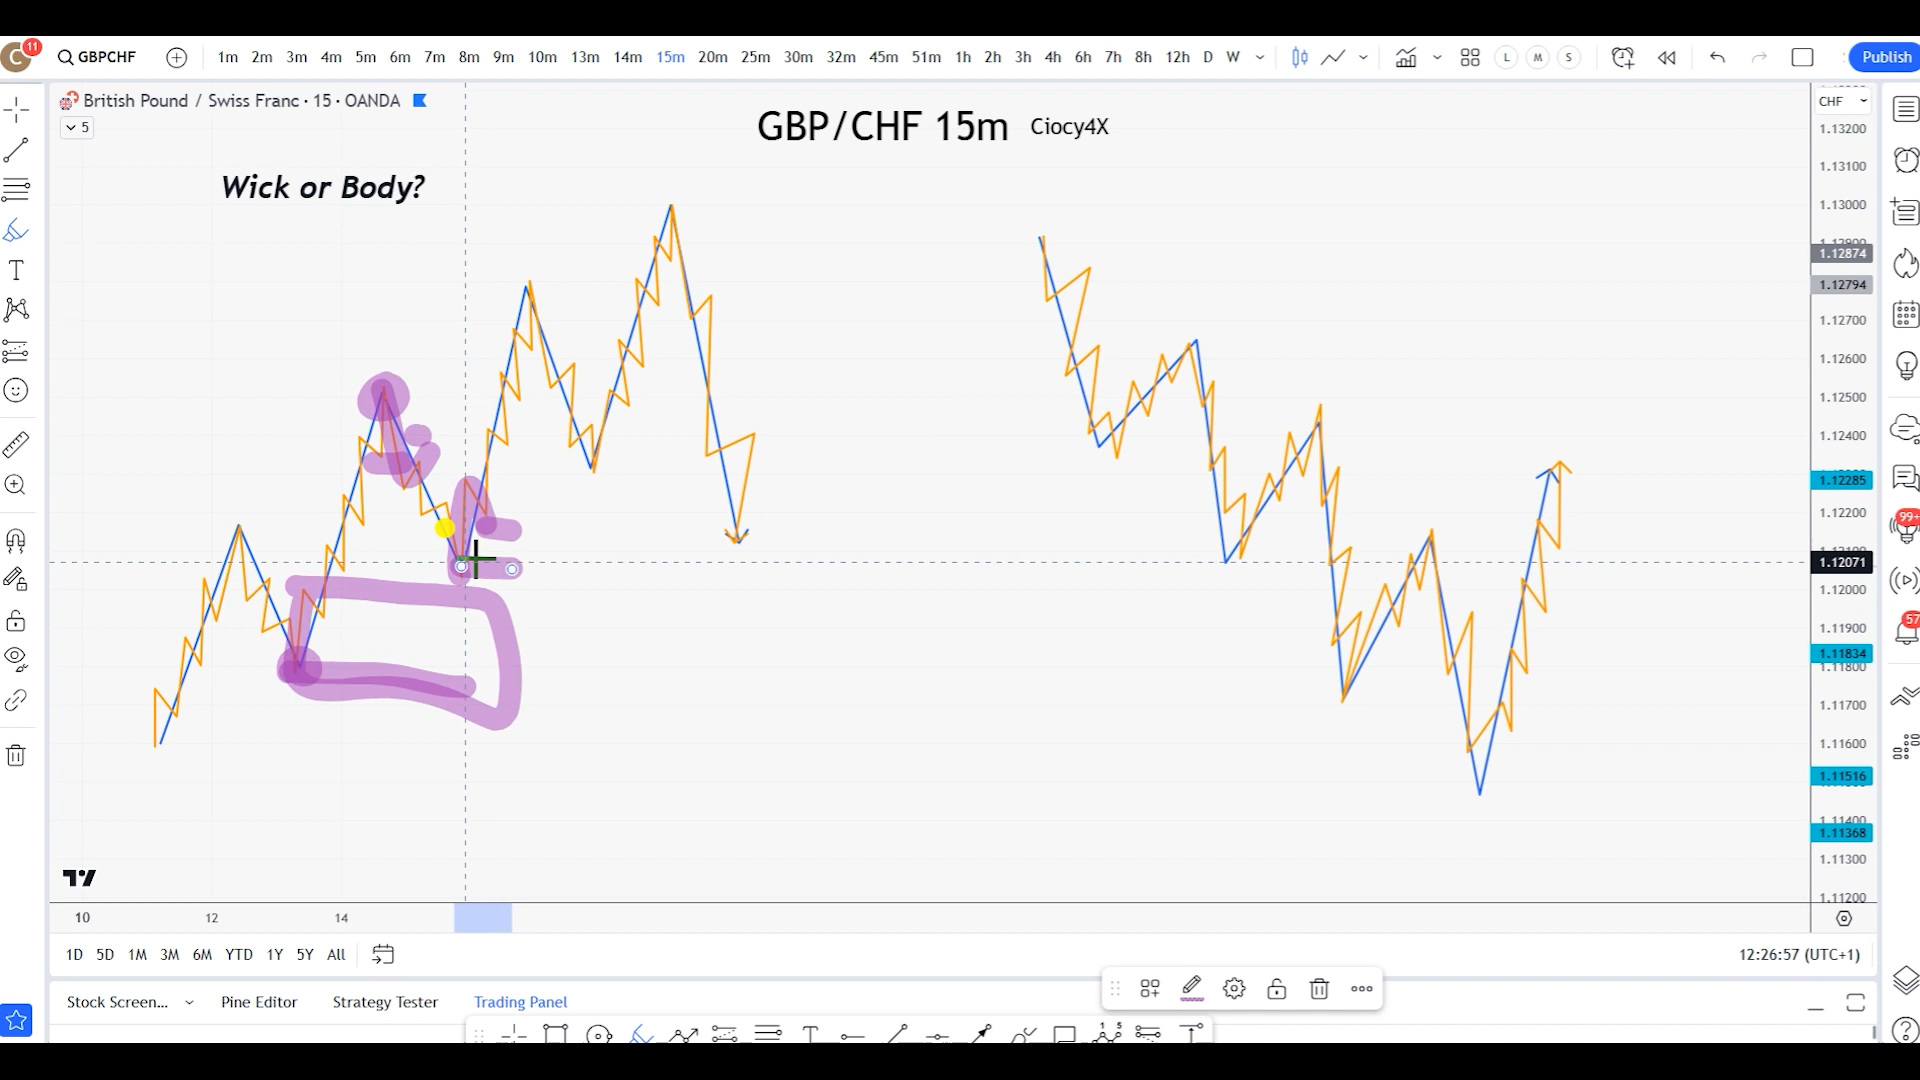 C 11 GBPCHF 1m 2m 3m 4m 5m 6m 7m 8m 9m 10m 13m 14m 15m 20m 25m 30m 32m 45m 51m 1h 2h 3h 4h 6h 7h 8h 12h D W L M S Publish
British Pound / Swiss Franc · 15 · OANDA
CHF
5
GBP/CHF 15m Ciocy4X
Wick or Body?
1.13200
1.13100
1.13000
1.12874
1.12794
1.12700
1.12600
1.12500
1.12400
1.12285
1.12200
1.12071
1.12000
1.11900
1.11834
1.11800
1.11700
1.11600
1.11516
1.11368
1.11300
1.11200
99+
57
10 12 14
1D 5D 1M 3M 6M YTD 1Y 5Y All
12:26:57 (UTC+1)
Stock Screen... Pine Editor Strategy Tester Trading Panel